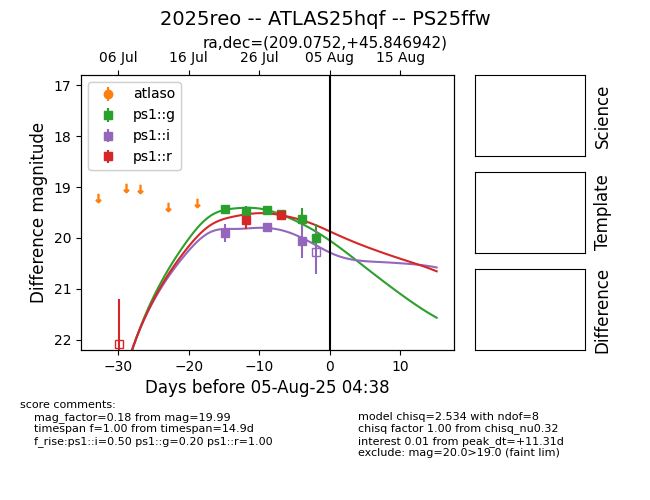 2025reo -- ATLAS25hqf -- PS25ffw
ra,dec=(209.0752,+45.846942)
06 Jul 16 Jul 26 Jul 05 Aug 15 Aug
17
18
19
20
21
22
Difference magnitude
atlaso
ps1::g
ps1::i
ps1::r
−30 −20 −10 0 10
Days before 05-Aug-25 04:38
Science
Template
Difference
score comments:
mag_factor=0.18 from mag=19.99
timespan f=1.00 from timespan=14.9d
f_rise:ps1::i=0.50 ps1::g=0.20 ps1::r=1.00
model chisq=2.534 with ndof=8
chisq factor 1.00 from chisq_nu0.32
interest 0.01 from peak_dt=+11.31d
exclude: mag=20.0>19.0 (faint lim)